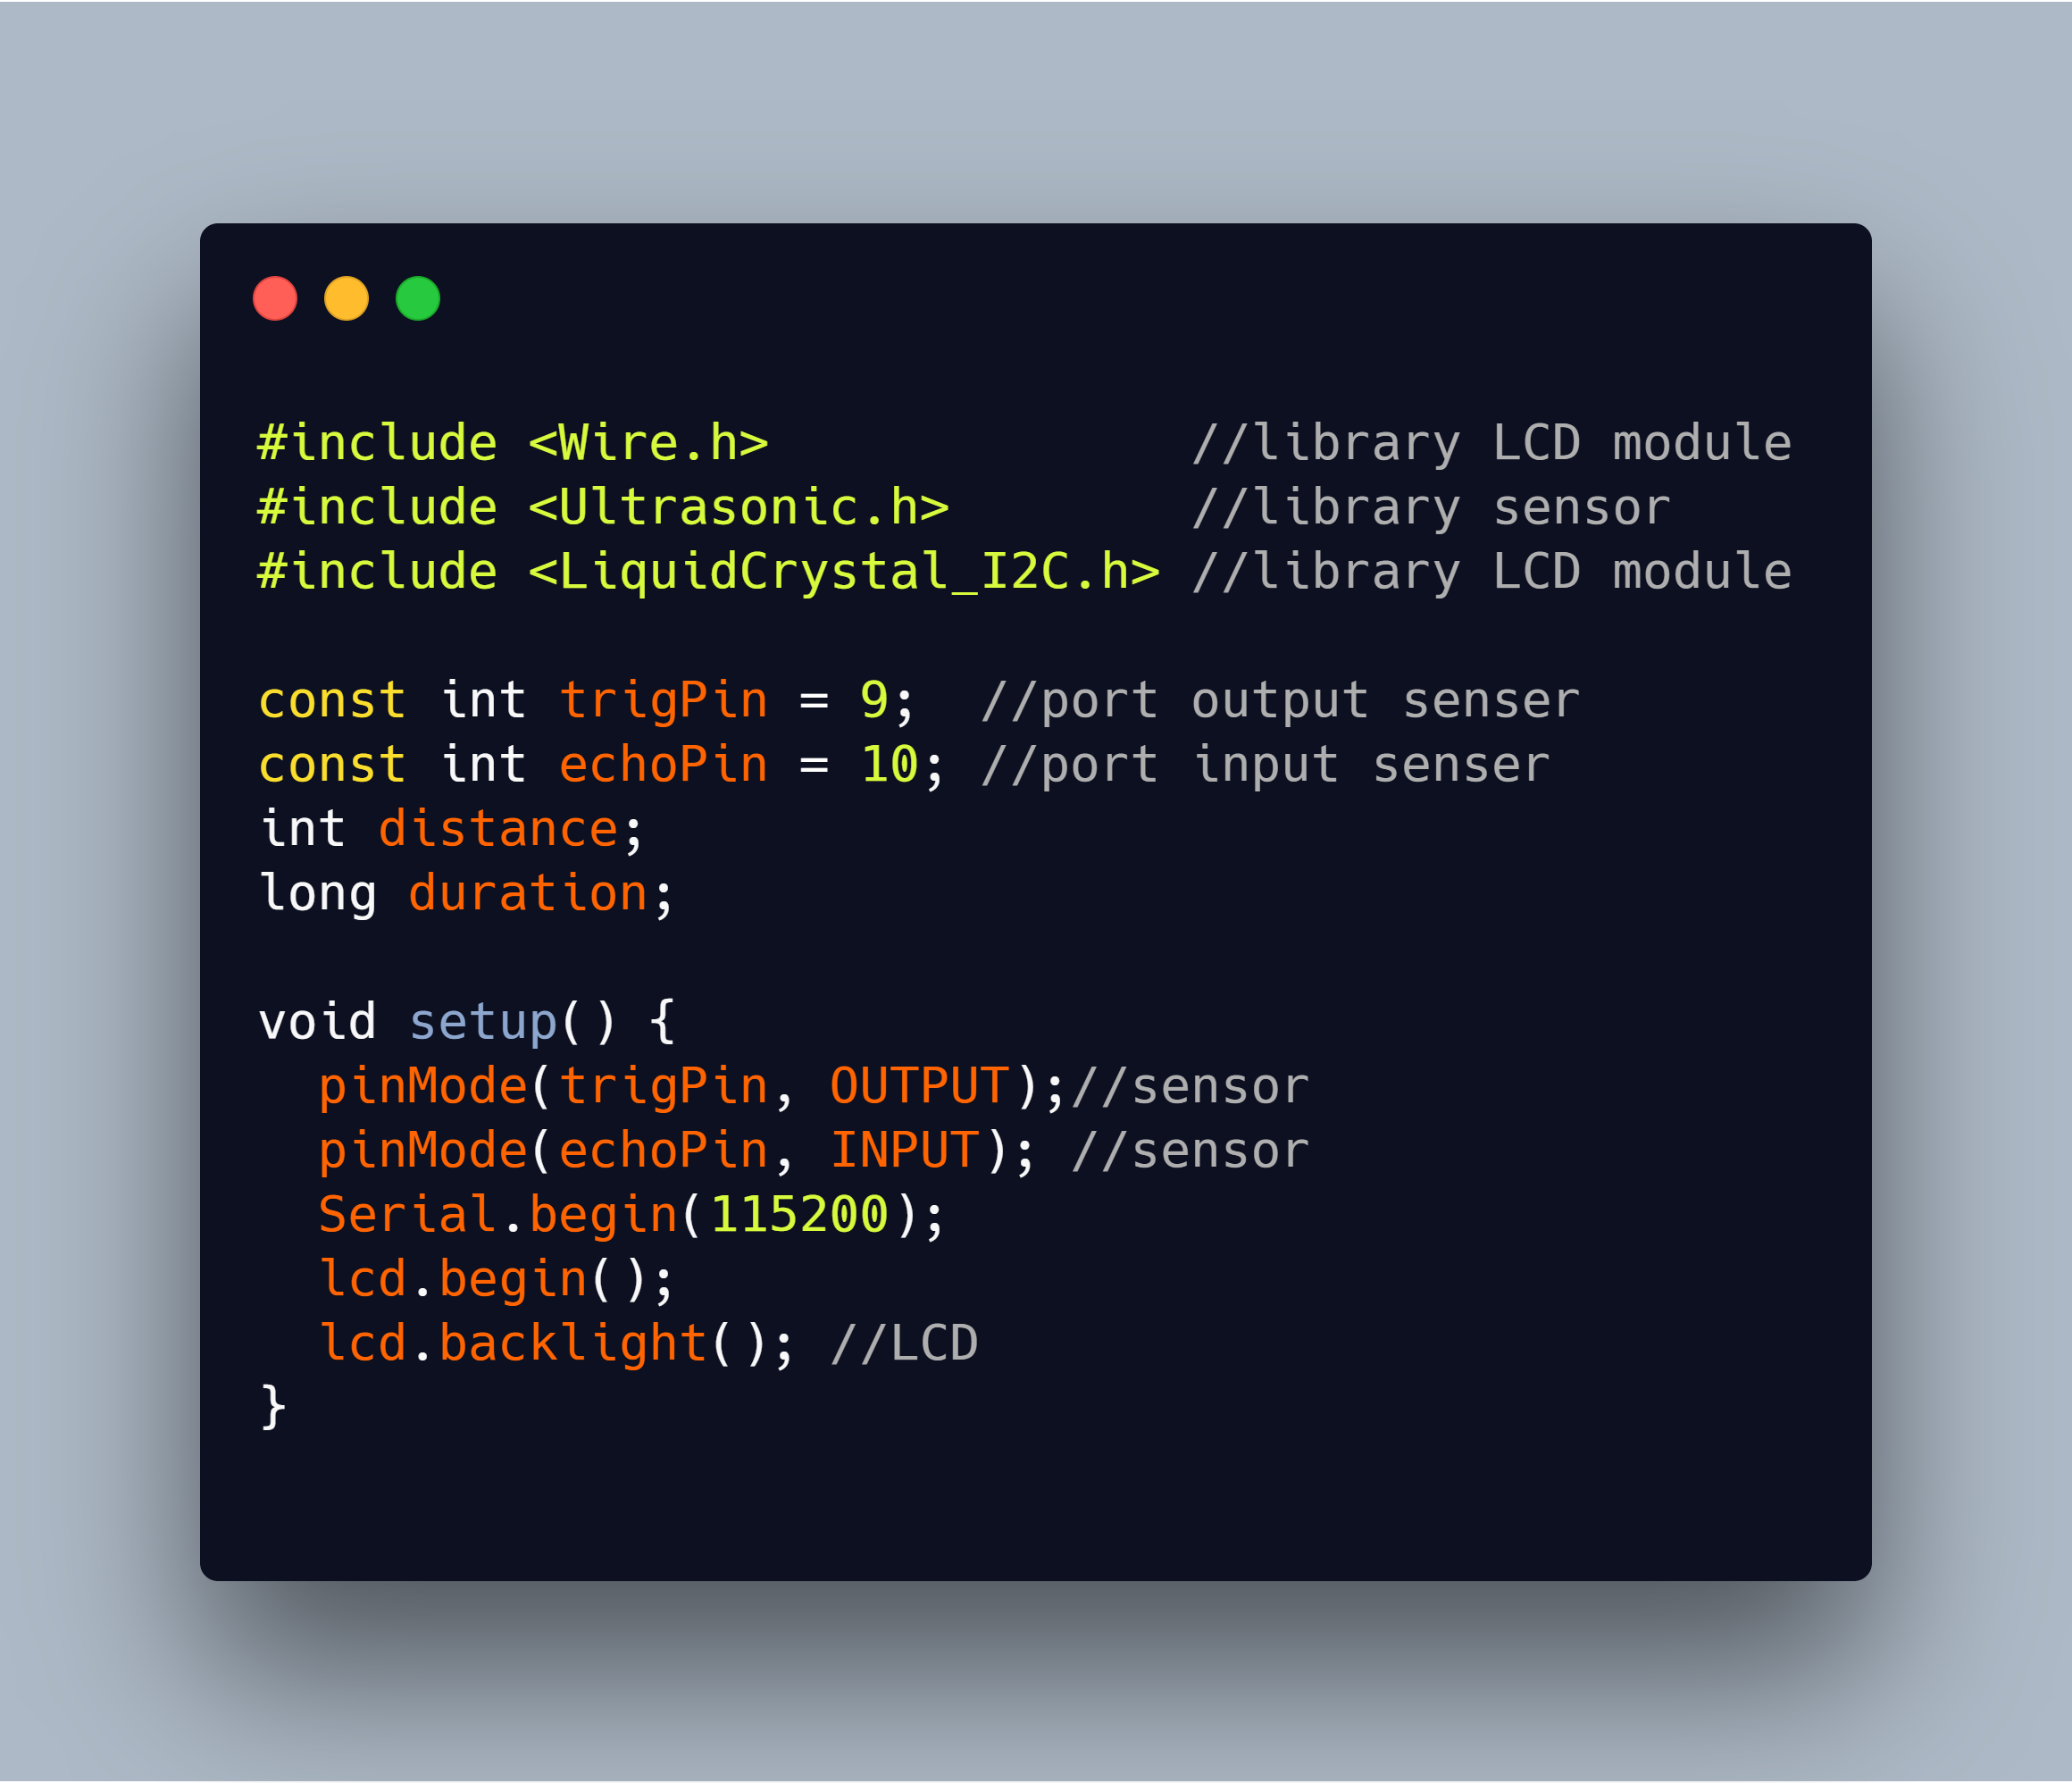 #include <Wire.h>              //library LCD module
#include <Ultrasonic.h>        //library sensor
#include <LiquidCrystal_I2C.h> //library LCD module
const int trigPin = 9;  //port output senser
const int echoPin = 10; //port input senser
int distance;
long duration;
void setup() {
  pinMode(trigPin, OUTPUT);//sensor
  pinMode(echoPin, INPUT); //sensor
  Serial.begin(115200);
  lcd.begin();
  lcd.backlight(); //LCD
}